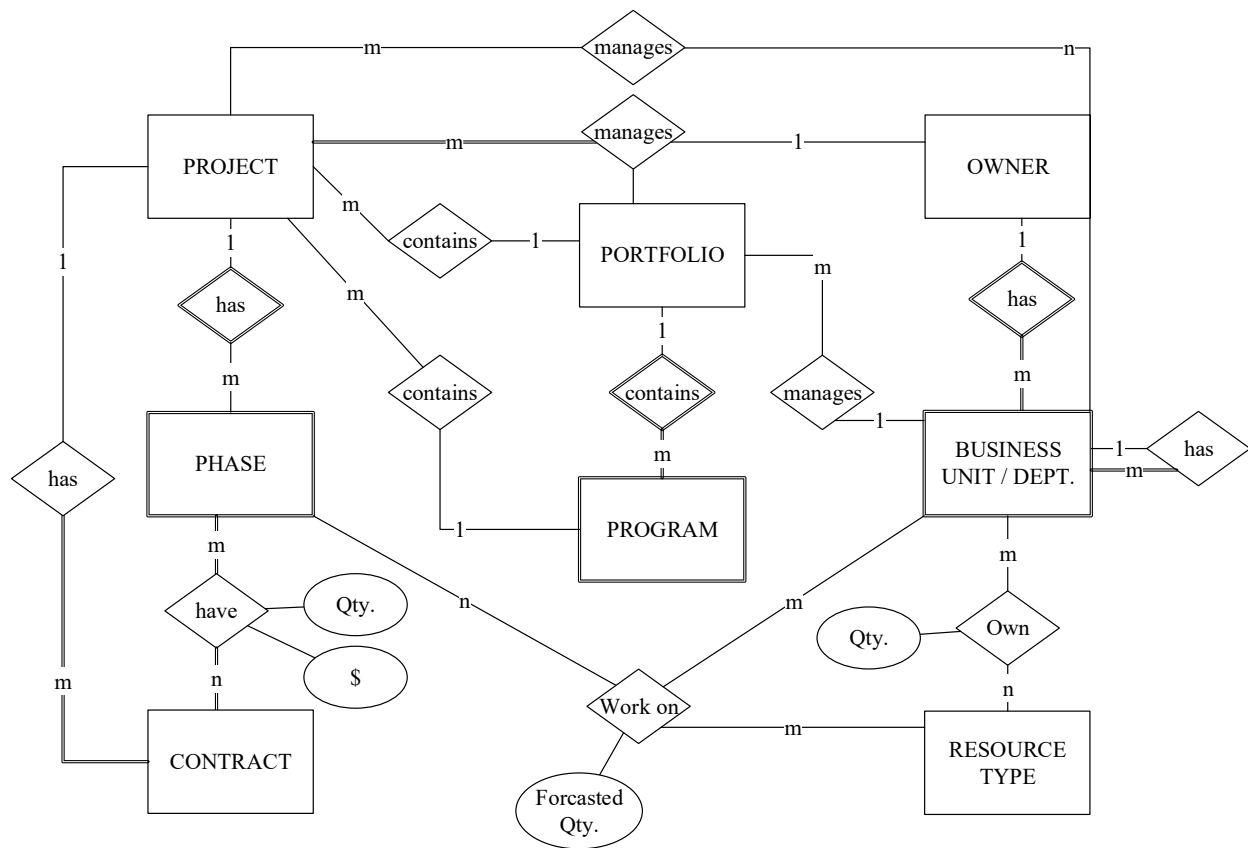 m
manages
n
manages
m
1
PROJECT
OWNER
m
contains
1
PORTFOLIO
1
1
1
m
has
m
1
has
contains
contains
manages
m
m
1
m
1
has
m
PHASE
BUSINESS
UNIT / DEPT.
m
has
1
PROGRAM
m
m
have
Qty.
n
m
Qty.
Own
$
n
m
n
Work on
m
CONTRACT
RESOURCE
TYPE
Forcasted
Qty.